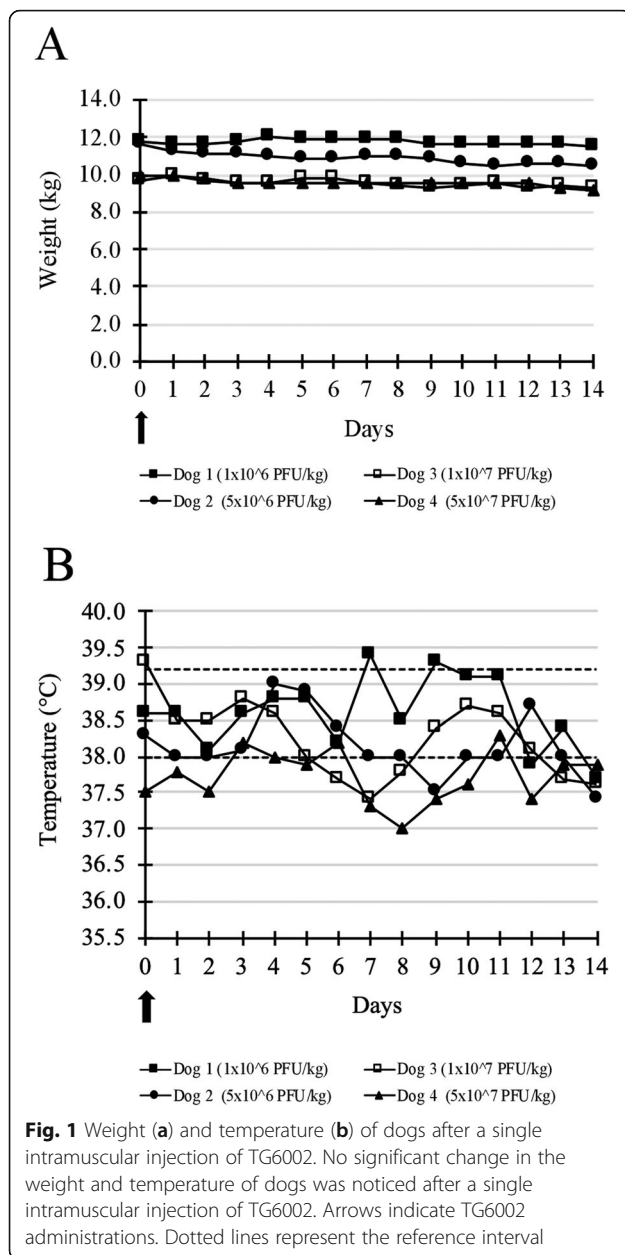 A
14.0
12.0
10.0
8.0
6.0
4.0
2.0
0.0
Weight (kg)
0 1 2 3 4 5 6 7 8 9 10 11 12 13 14
Days
Dog 1 (1x10^6 PFU/kg) Dog 3 (1x10^7 PFU/kg)
Dog 2 (5x10^6 PFU/kg) Dog 4 (5x10^7 PFU/kg)
B
40.0
39.5
39.0
38.5
38.0
37.5
37.0
36.5
36.0
35.5
Temperature (°C)
0 1 2 3 4 5 6 7 8 9 10 11 12 13 14
Days
Dog 1 (1x10^6 PFU/kg) Dog 3 (1x10^7 PFU/kg)
Dog 2 (5x10^6 PFU/kg) Dog 4 (5x10^7 PFU/kg)
Fig. 1 Weight (a) and temperature (b) of dogs after a single
intramuscular injection of TG6002. No significant change in the
weight and temperature of dogs was noticed after a single
intramuscular injection of TG6002. Arrows indicate TG6002
administrations. Dotted lines represent the reference interval